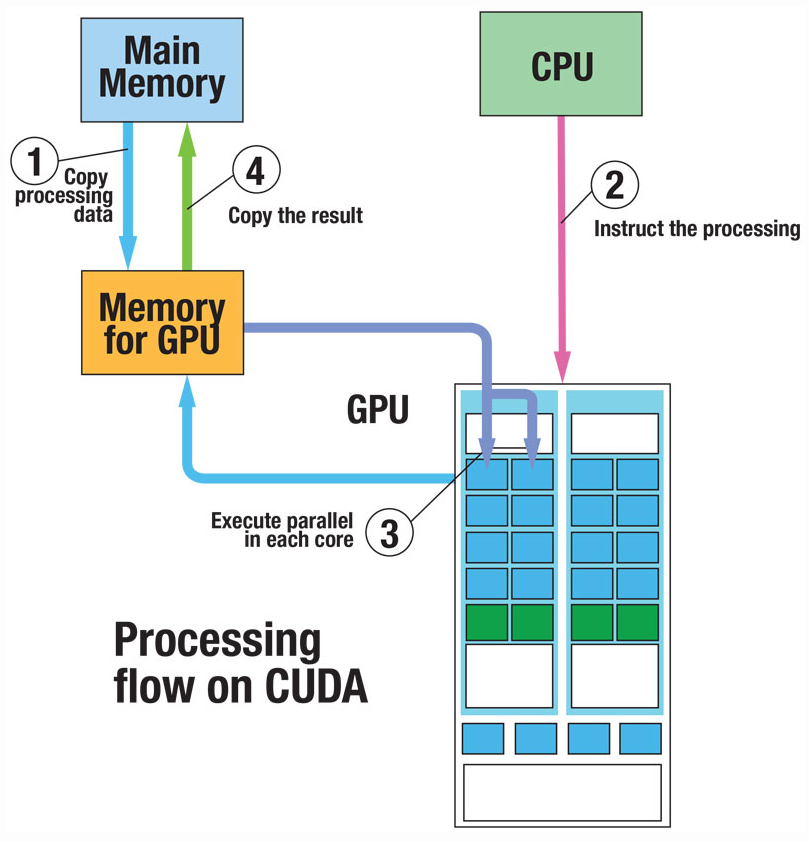 Main
Memory
CPU
1
Copy
processing
data
4
Copy the result
2
Instruct the processing
Memory
for GPU
GPU
Execute parallel
in each core
3
Processing
flow on CUDA